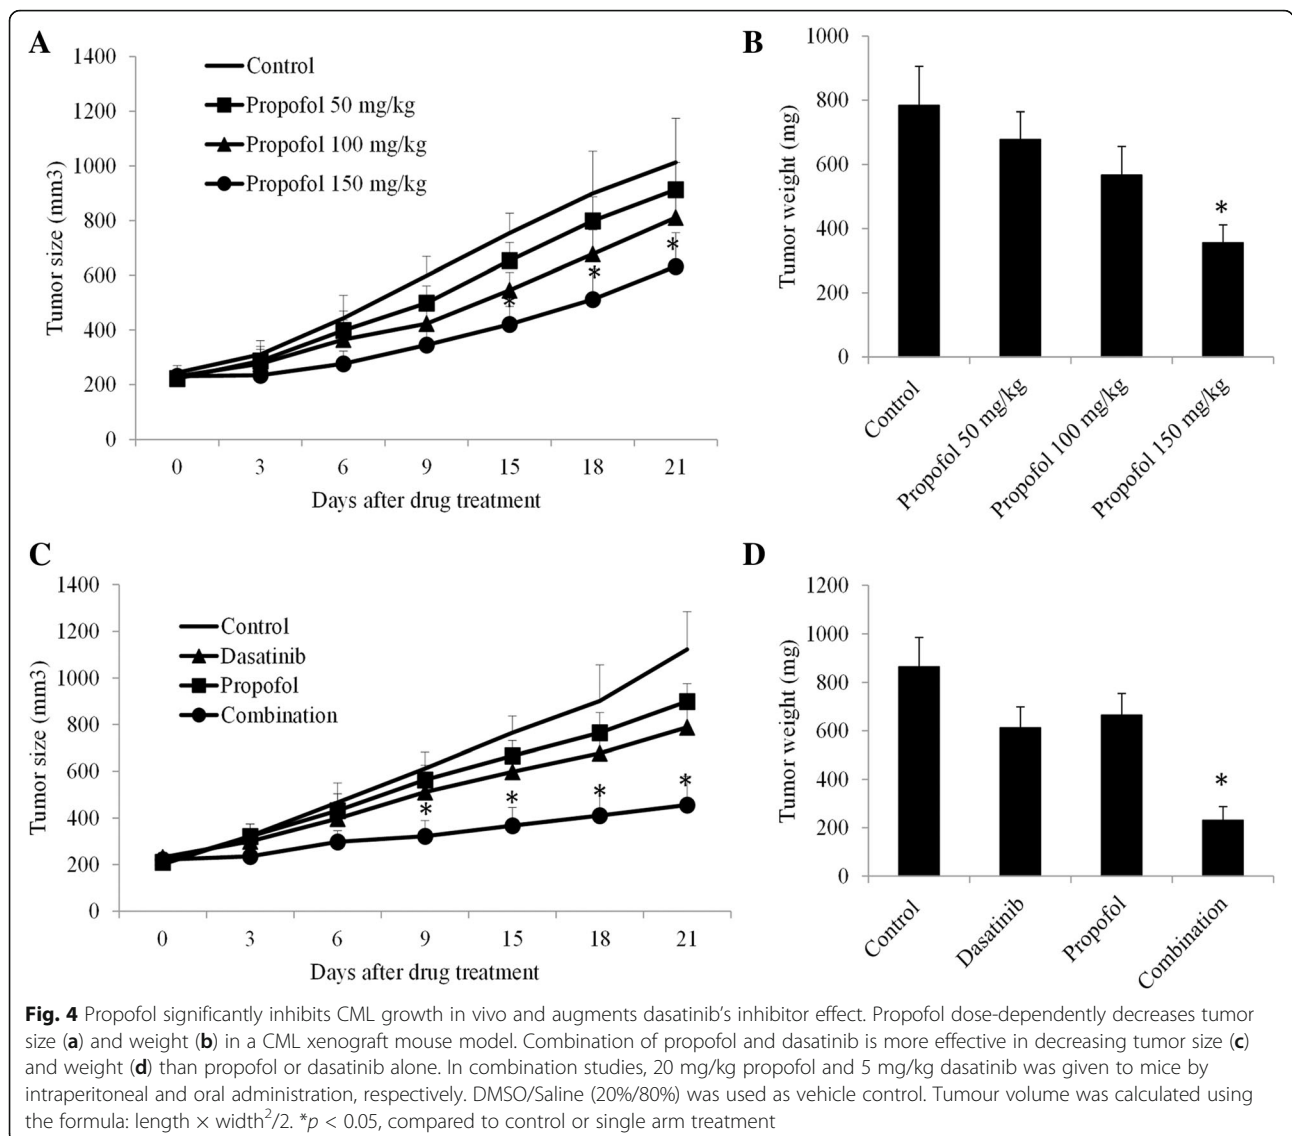 A
1400
1200
1000
800
600
400
200
0
Tumor size (mm3)
Control
Propofol 50 mg/kg
Propofol 100 mg/kg
Propofol 150 mg/kg
* * *
0 3 6 9 15 18 21
Days after drug treatment
B
1000
800
600
400
200
0
Tumor weight (mg)
*
Control
Propofol 50 mg/kg
Propofol 100 mg/kg
Propofol 150 mg/kg
C
1400
1200
1000
800
600
400
200
0
Tumor size (mm3)
Control
Dasatinib
Propofol
Combination
* * * *
0 3 6 9 15 18 21
Days after drug treatment
D
1200
1000
800
600
400
200
0
Tumor weight (mg)
*
Control
Dasatinib
Propofol
Combination
Fig. 4 Propofol significantly inhibits CML growth in vivo and augments dasatinib’s inhibitor effect. Propofol dose-dependently decreases tumor
size (a) and weight (b) in a CML xenograft mouse model. Combination of propofol and dasatinib is more effective in decreasing tumor size (c)
and weight (d) than propofol or dasatinib alone. In combination studies, 20 mg/kg propofol and 5 mg/kg dasatinib was given to mice by
intraperitoneal and oral administration, respectively. DMSO/Saline (20%/80%) was used as vehicle control. Tumour volume was calculated using
the formula: length × width²/2. *p < 0.05, compared to control or single arm treatment